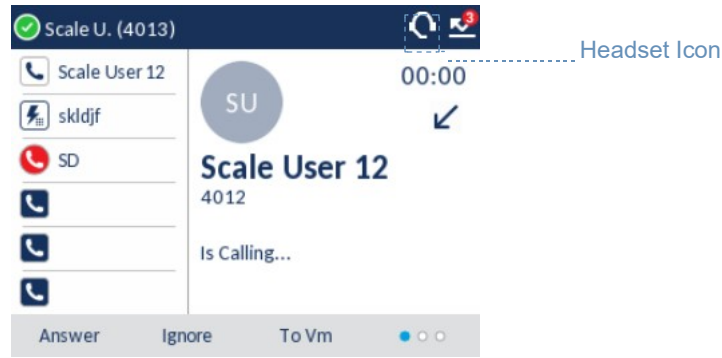 Scale U. (4013)
3
Headset Icon
Scale User 12
skldjf
SD
SU
00:00
Scale User 12
4012
Is Calling...
Answer Ignore To Vm